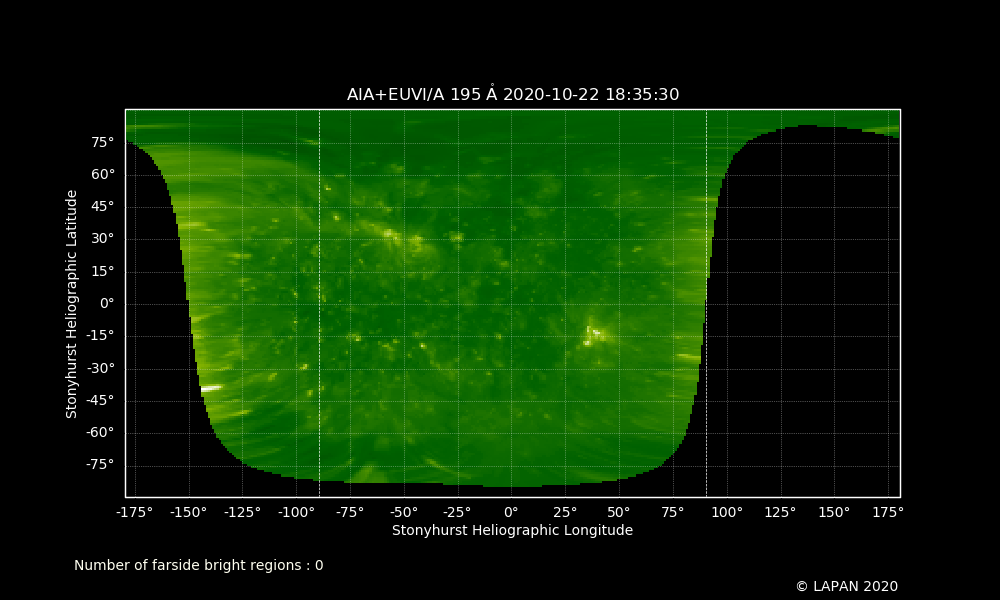 AIA+EUVI/A 195 Å 2020-10-22 18:35:30
75°
60°
45°
30°
15°
0°
-15°
-30°
-45°
-60°
-75°
Stonyhurst Heliographic Latitude
-175° -150° -125° -100° -75° -50° -25° 0° 25° 50° 75° 100° 125° 150° 175°
Stonyhurst Heliographic Longitude
Number of farside bright regions : 0
© LAPAN 2020